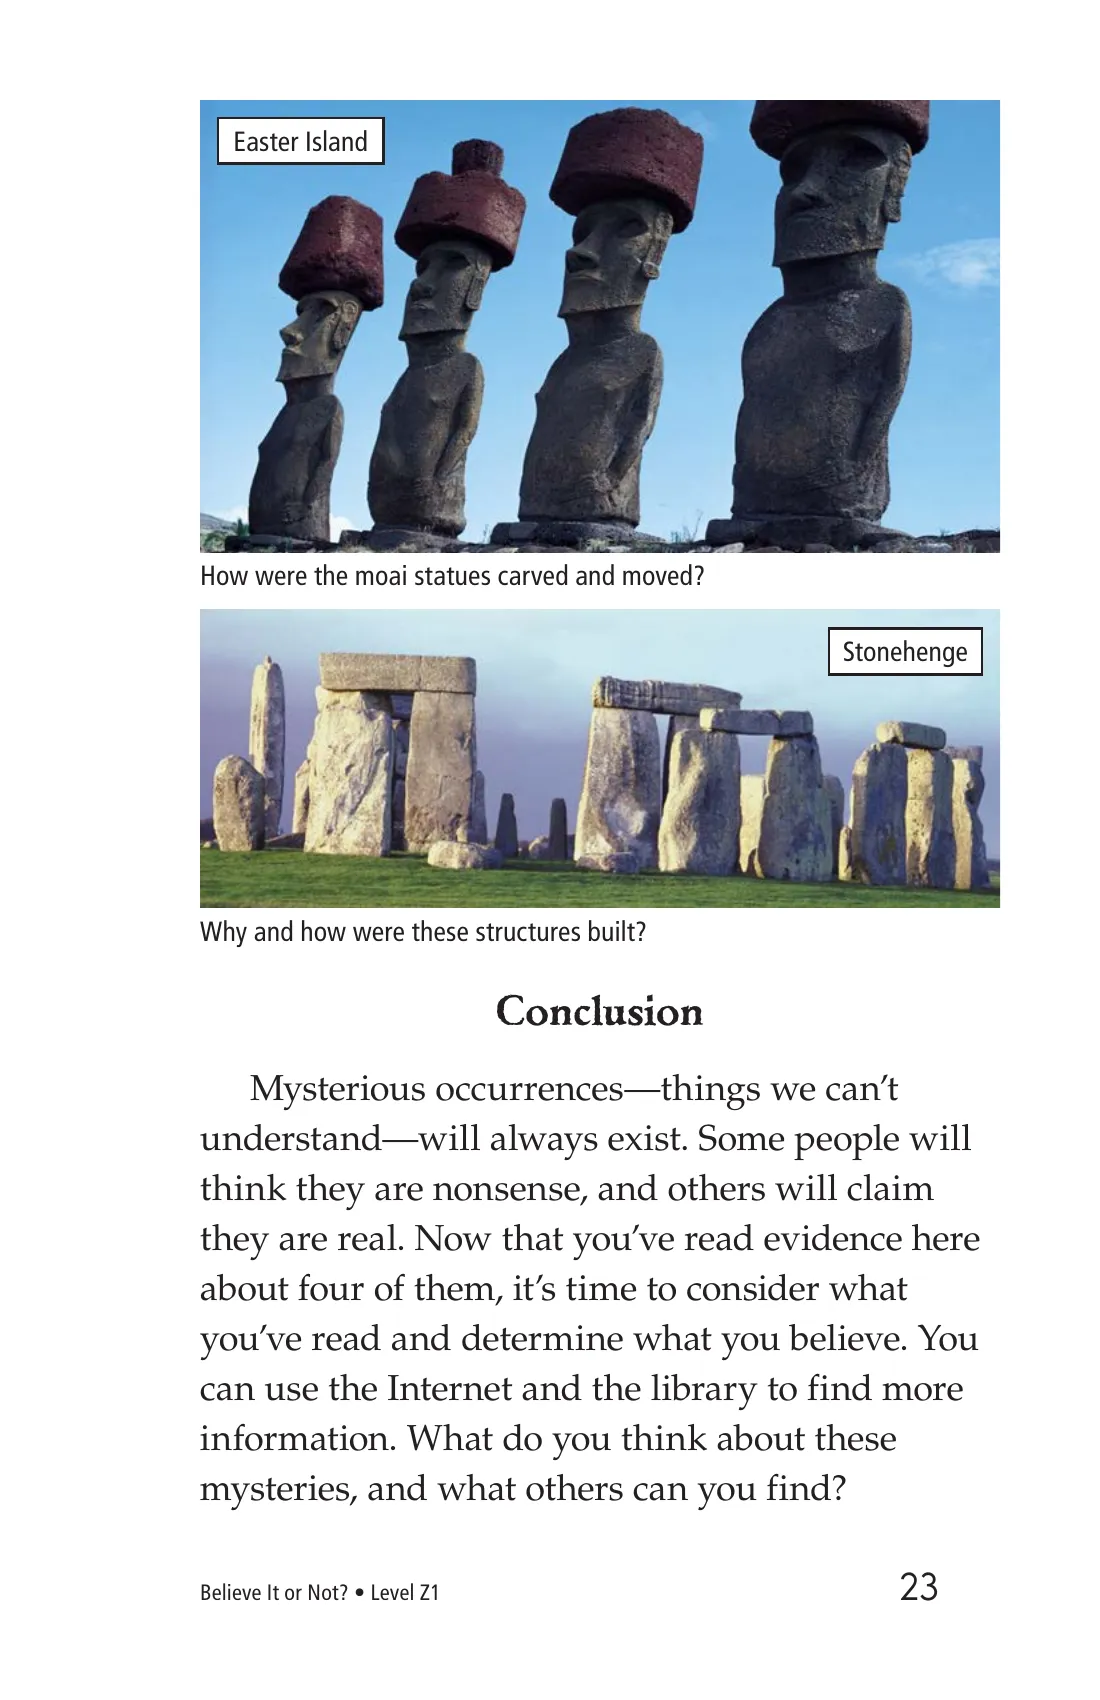 Easter Island
How were the moai statues carved and moved?
Stonehenge
Why and how were these structures built?
Conclusion
Mysterious occurrences—things we can’t
understand—will always exist. Some people will
think they are nonsense, and others will claim
they are real. Now that you’ve read evidence here
about four of them, it’s time to consider what
you’ve read and determine what you believe. You
can use the Internet and the library to find more
information. What do you think about these
mysteries, and what others can you find?
Believe It or Not? • Level Z1
23